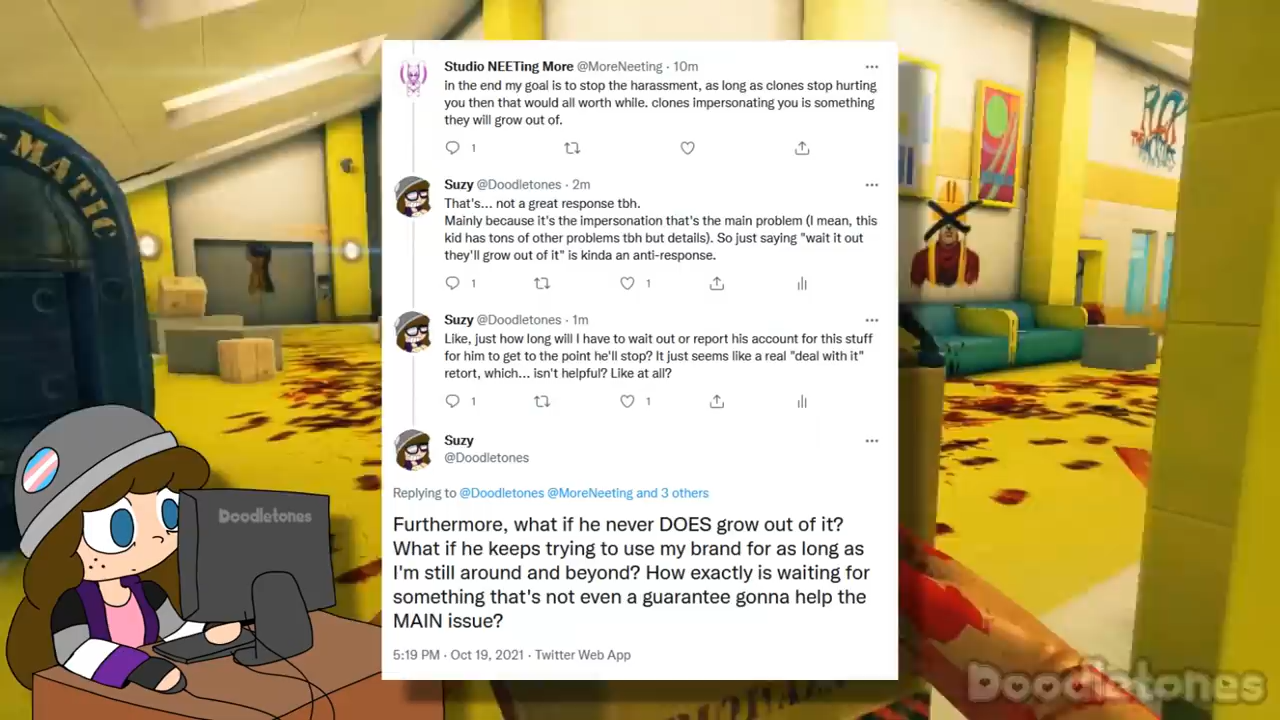 Studio NEETing More @MoreNeeting · 10m
in the end my goal is to stop the harassment, as long as clones stop hurting
you then that would all worth while. clones impersonating you is something
they will grow out of.
1
Suzy @Doodletones · 2m
That's... not a great response tbh.
Mainly because it's the impersonation that's the main problem (I mean, this
kid has tons of other problems tbh but details). So just saying "wait it out
they'll grow out of it" is kinda an anti-response.
1 1
Suzy @Doodletones · 1m
Like, just how long will I have to wait out or report his account for this stuff
for him to get to the point he'll stop? It just seems like a real "deal with it"
retort, which... isn't helpful? Like at all?
1 1
Suzy
@Doodletones
Replying to @Doodletones @MoreNeeting and 3 others
Furthermore, what if he never DOES grow out of it?
What if he keeps trying to use my brand for as long as
I'm still around and beyond? How exactly is waiting for
something that's not even a guarantee gonna help the
MAIN issue?
5:19 PM · Oct 19, 2021 · Twitter Web App
MATIC
Doodletones
Doodletones